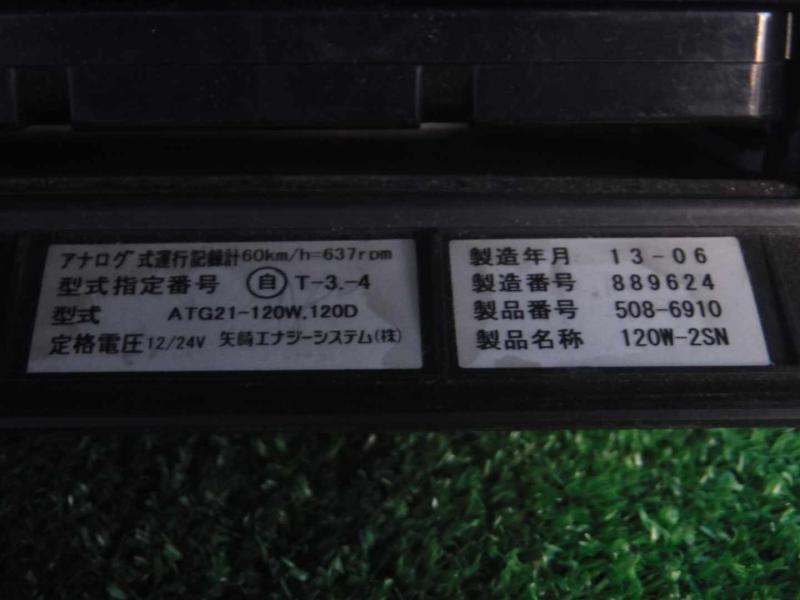 アナログ式運行記録計60km/h=637rpm
型式指定番号 自 T-3.-4
型式 ATG21-120W,120D
定格電圧12/24V 矢崎エナジーシステム(株)
製造年月 13-06
製造番号 889624
製品番号 508-6910
製品名称 120W-2SN